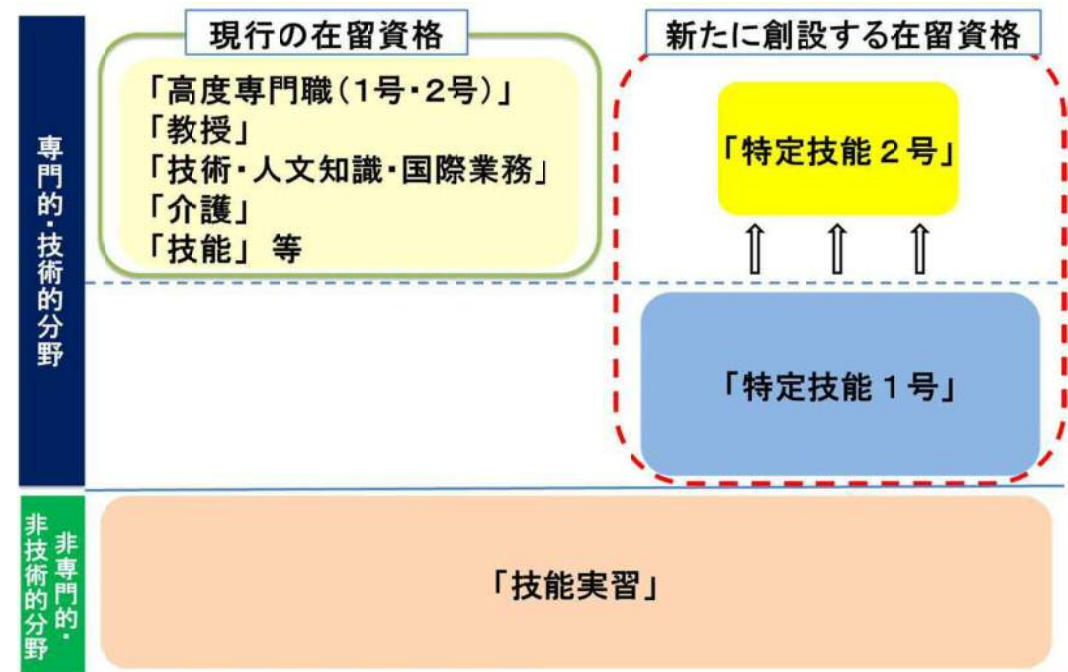 現行の在留資格
新たに創設する在留資格
専門的・技術的分野
「高度専門職(1号・2号)」
「教授」
「技術・人文知識・国際業務」
「介護」
「技能」 等
「特定技能２号」
⇧ ⇧ ⇧
「特定技能１号」
非専門的・
非技術的分野
「技能実習」